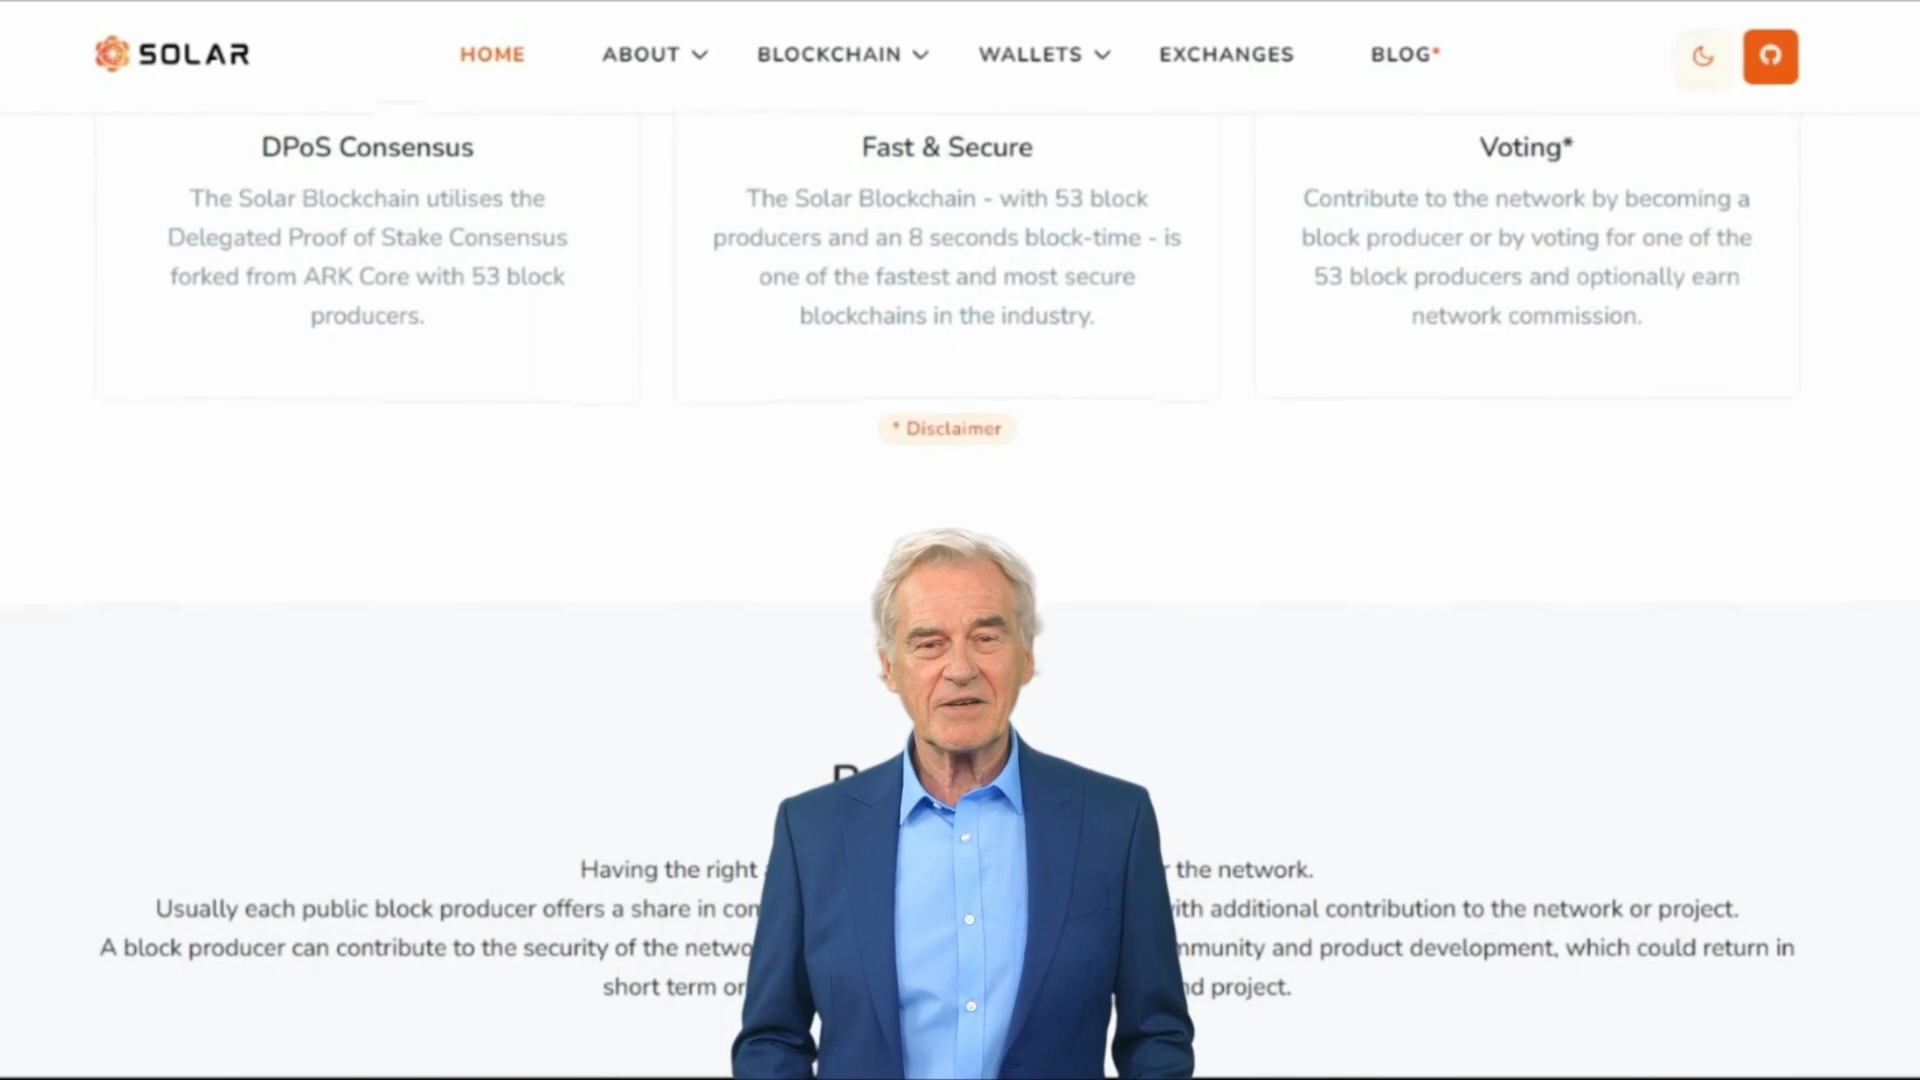 SOLAR
HOME
ABOUT
BLOCKCHAIN
WALLETS
EXCHANGES
BLOG*
DPoS Consensus
The Solar Blockchain utilises the
Delegated Proof of Stake Consensus
forked from ARK Core with 53 block
producers.
Fast & Secure
The Solar Blockchain - with 53 block
producers and an 8 seconds block-time - is
one of the fastest and most secure
blockchains in the industry.
Voting*
Contribute to the network by becoming a
block producer or by voting for one of the
53 block producers and optionally earn
network commission.
* Disclaimer
Having the right the network.
Usually each public block producer offers a share in with additional contribution to the network or project.
A block producer can contribute to the security of the and product development, which could return in
short term or project.